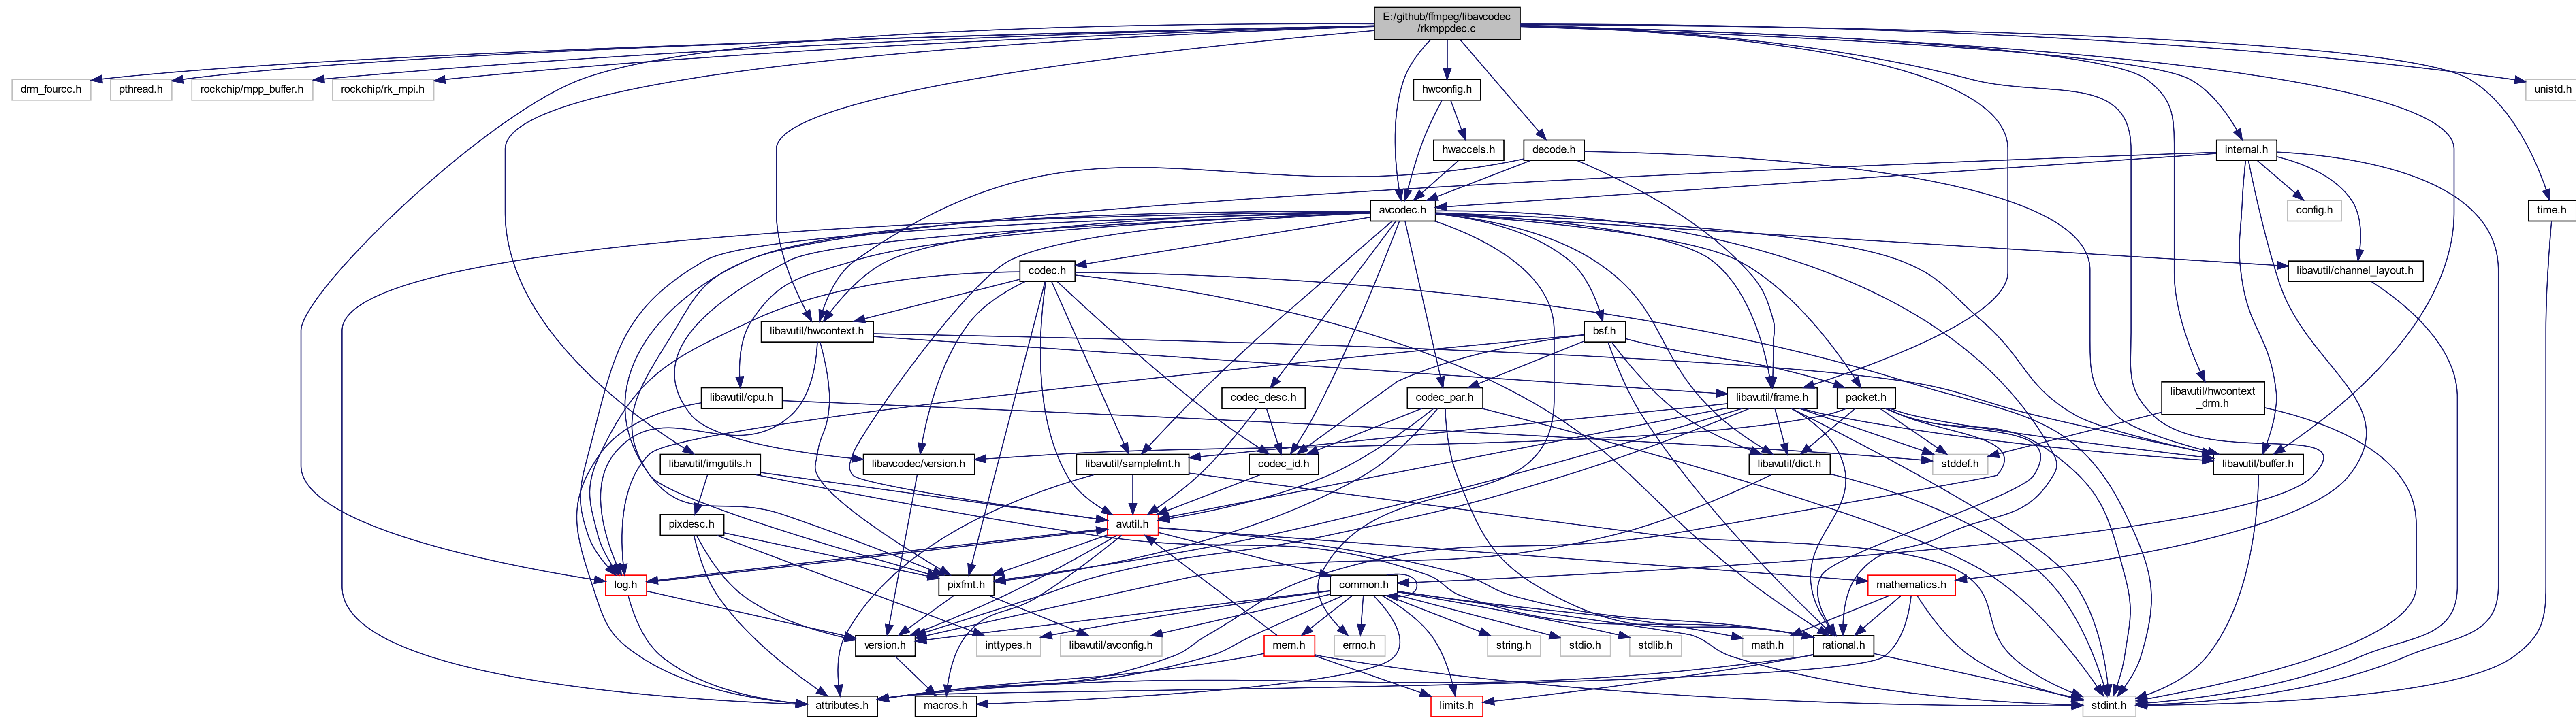 E:/github/ffmpeg/libavcodec
/rkmppdec.c
drm_fourcc.h
pthread.h
rockchip/mpp_buffer.h
rockchip/rk_mpi.h
hwconfig.h
unistd.h
hwaccels.h
decode.h
internal.h
avcodec.h
config.h
time.h
codec.h
libavutil/channel_layout.h
libavutil/hwcontext.h
bsf.h
libavutil/cpu.h
codec_desc.h
codec_par.h
libavutil/frame.h
packet.h
libavutil/hwcontext
_drm.h
libavutil/imgutils.h
libavcodec/version.h
libavutil/samplefmt.h
codec_id.h
libavutil/dict.h
stddef.h
libavutil/buffer.h
pixdesc.h
avutil.h
log.h
pixfmt.h
common.h
mathematics.h
version.h
inttypes.h
libavutil/avconfig.h
mem.h
errno.h
string.h
stdio.h
stdlib.h
math.h
rational.h
attributes.h
macros.h
limits.h
stdint.h